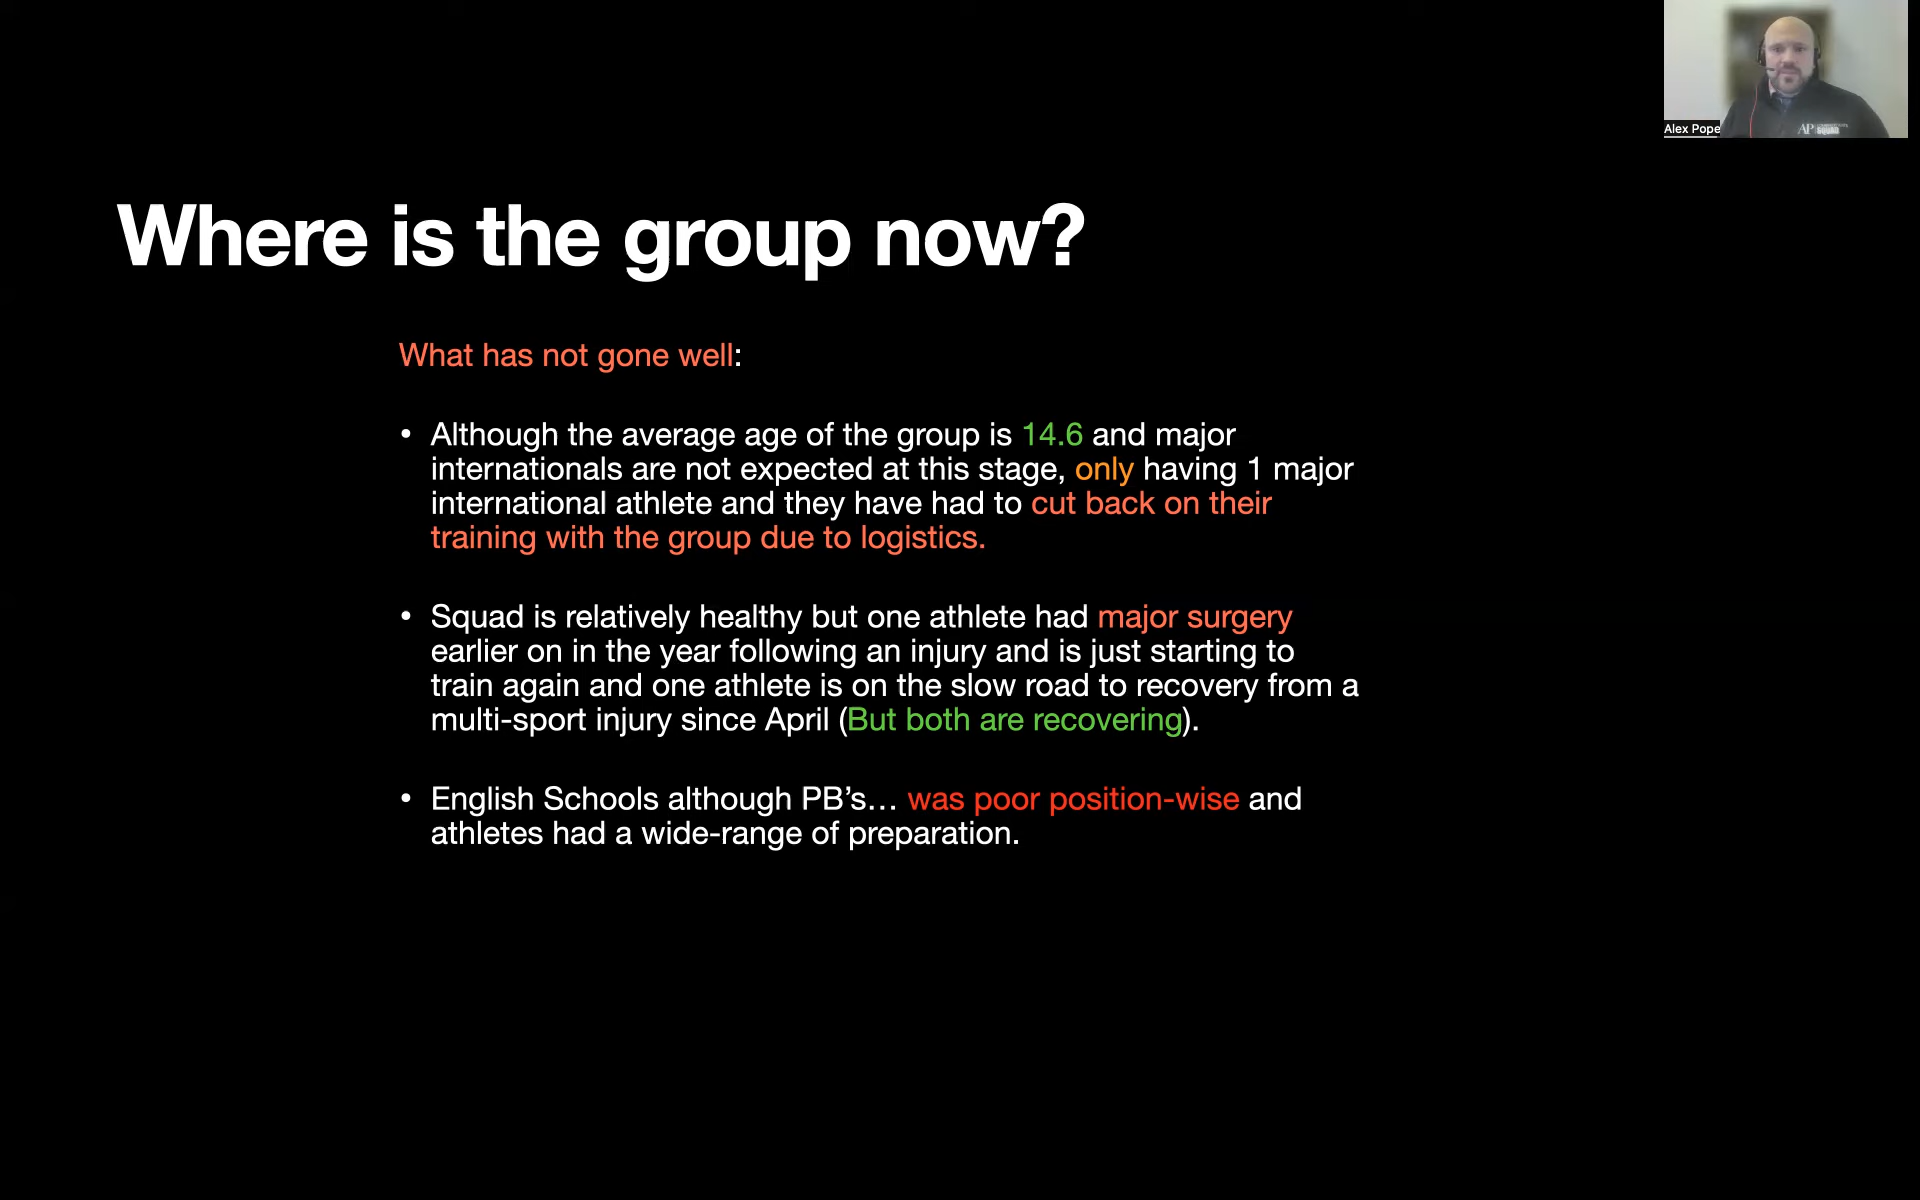 Alex Pope
AP
SQUAD
Where is the group now?
What has not gone well:
• Although the average age of the group is 14.6 and major
internationals are not expected at this stage, only having 1 major
international athlete and they have had to cut back on their
training with the group due to logistics.
• Squad is relatively healthy but one athlete had major surgery
earlier on in the year following an injury and is just starting to
train again and one athlete is on the slow road to recovery from a
multi-sport injury since April (But both are recovering).
• English Schools although PB’s… was poor position-wise and
athletes had a wide-range of preparation.